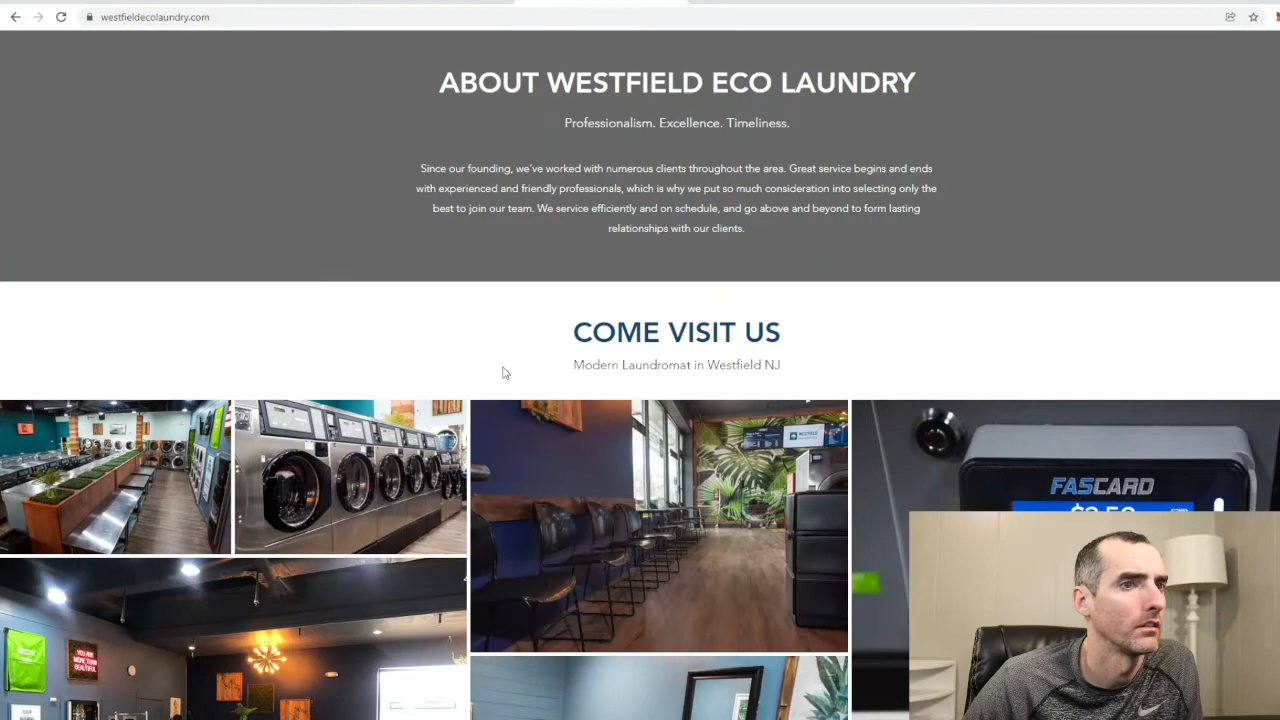 westfieldecolaundry.com
ABOUT WESTFIELD ECO LAUNDRY
Professionalism. Excellence. Timeliness.
Since our founding, we've worked with numerous clients throughout the area. Great service begins and ends
with experienced and friendly professionals, which is why we put so much consideration into selecting only the
best to join our team. We service efficiently and on schedule, and go above and beyond to form lasting
relationships with our clients.
COME VISIT US
Modern Laundromat in Westfield NJ
WESTFIELD
FASCARD
$2.50
YOU ARE
MORE THAN
BEAUTIFUL